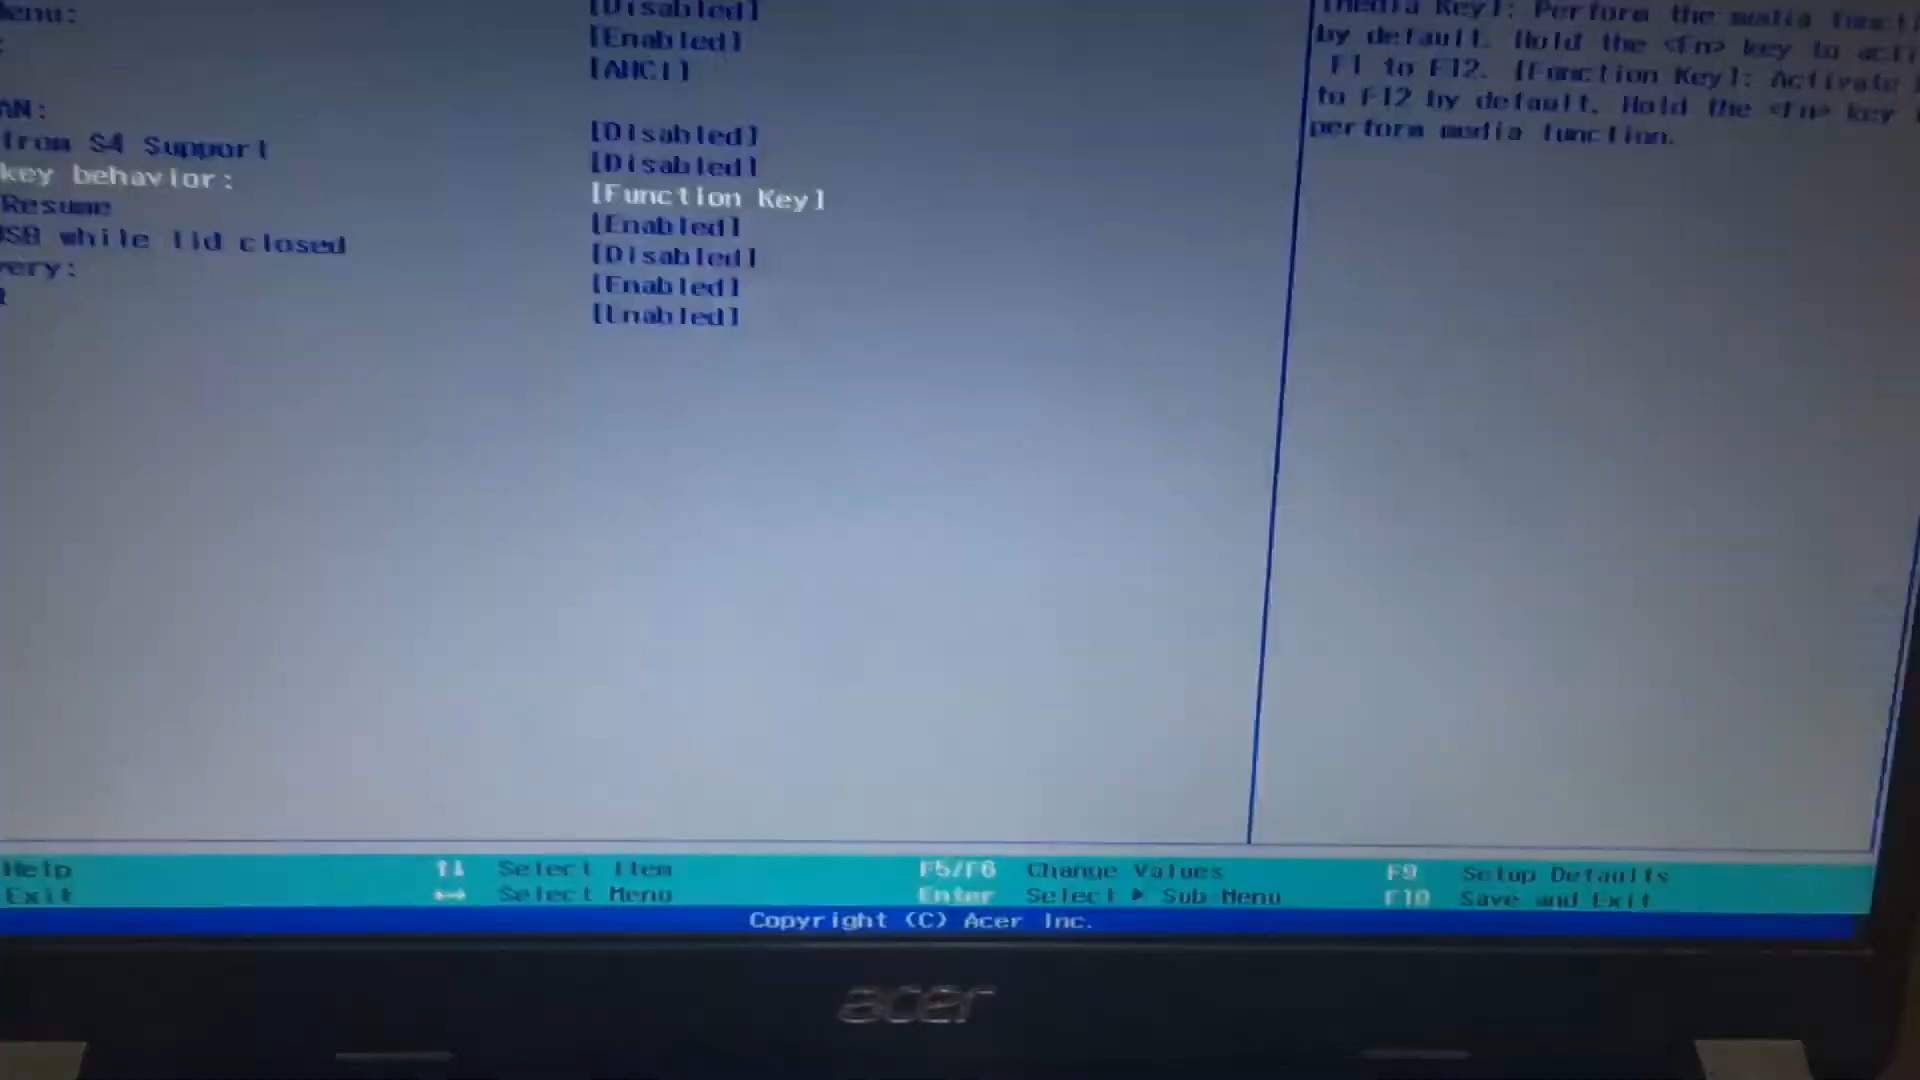 enu: [Disabled]
: [Enabled]
[AHCI]
AN: [Disabled]
from S4 Support [Disabled]
key behavior: [Function Key]
Resume [Enabled]
USB while lid closed [Disabled]
very: [Enabled]
t [Enabled]
[Media Key]: Perform the media functi
by default. Hold the <Fn> key to acti
F1 to F12. [Function Key]: Activate
to F12 by default. Hold the <Fn> key
perform media function.
Help ↑↓ Select Item F5/F6 Change Values F9 Setup Defaults
Exit ↔ Select Menu Enter Select ▶ Sub-Menu F10 Save and Exit
Copyright (C) Acer Inc.
acer